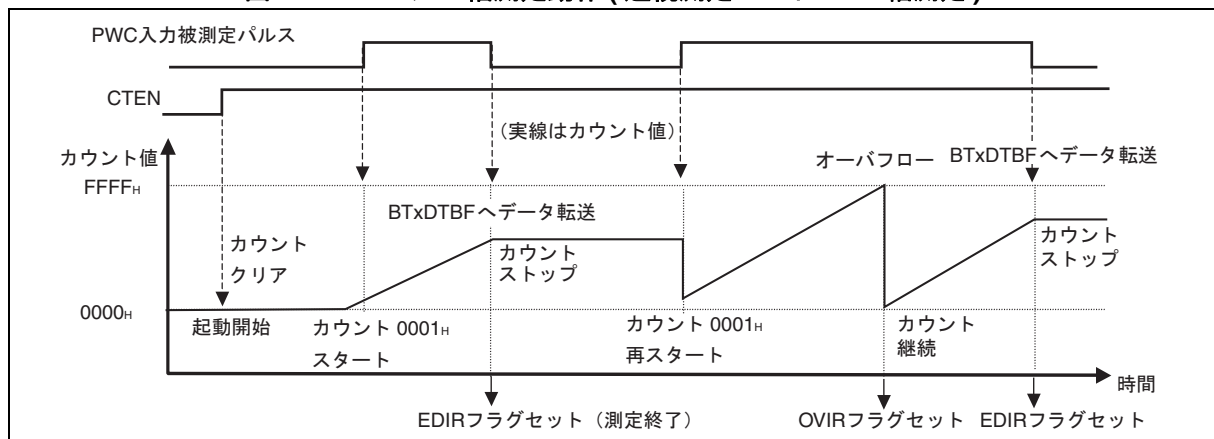 PWC入力被測定パルス
CTEN
(実線はカウント値)
カウント値
オーバフロー
BTxDTBFへデータ転送
FFFFH
BTxDTBFへデータ転送
カウント
クリア
カウント
ストップ
カウント
ストップ
0000H
起動開始
カウント 0001H
スタート
カウント 0001H
再スタート
カウント
継続
時間
EDIRフラグセット（測定終了）
OVIRフラグセット
EDIRフラグセット